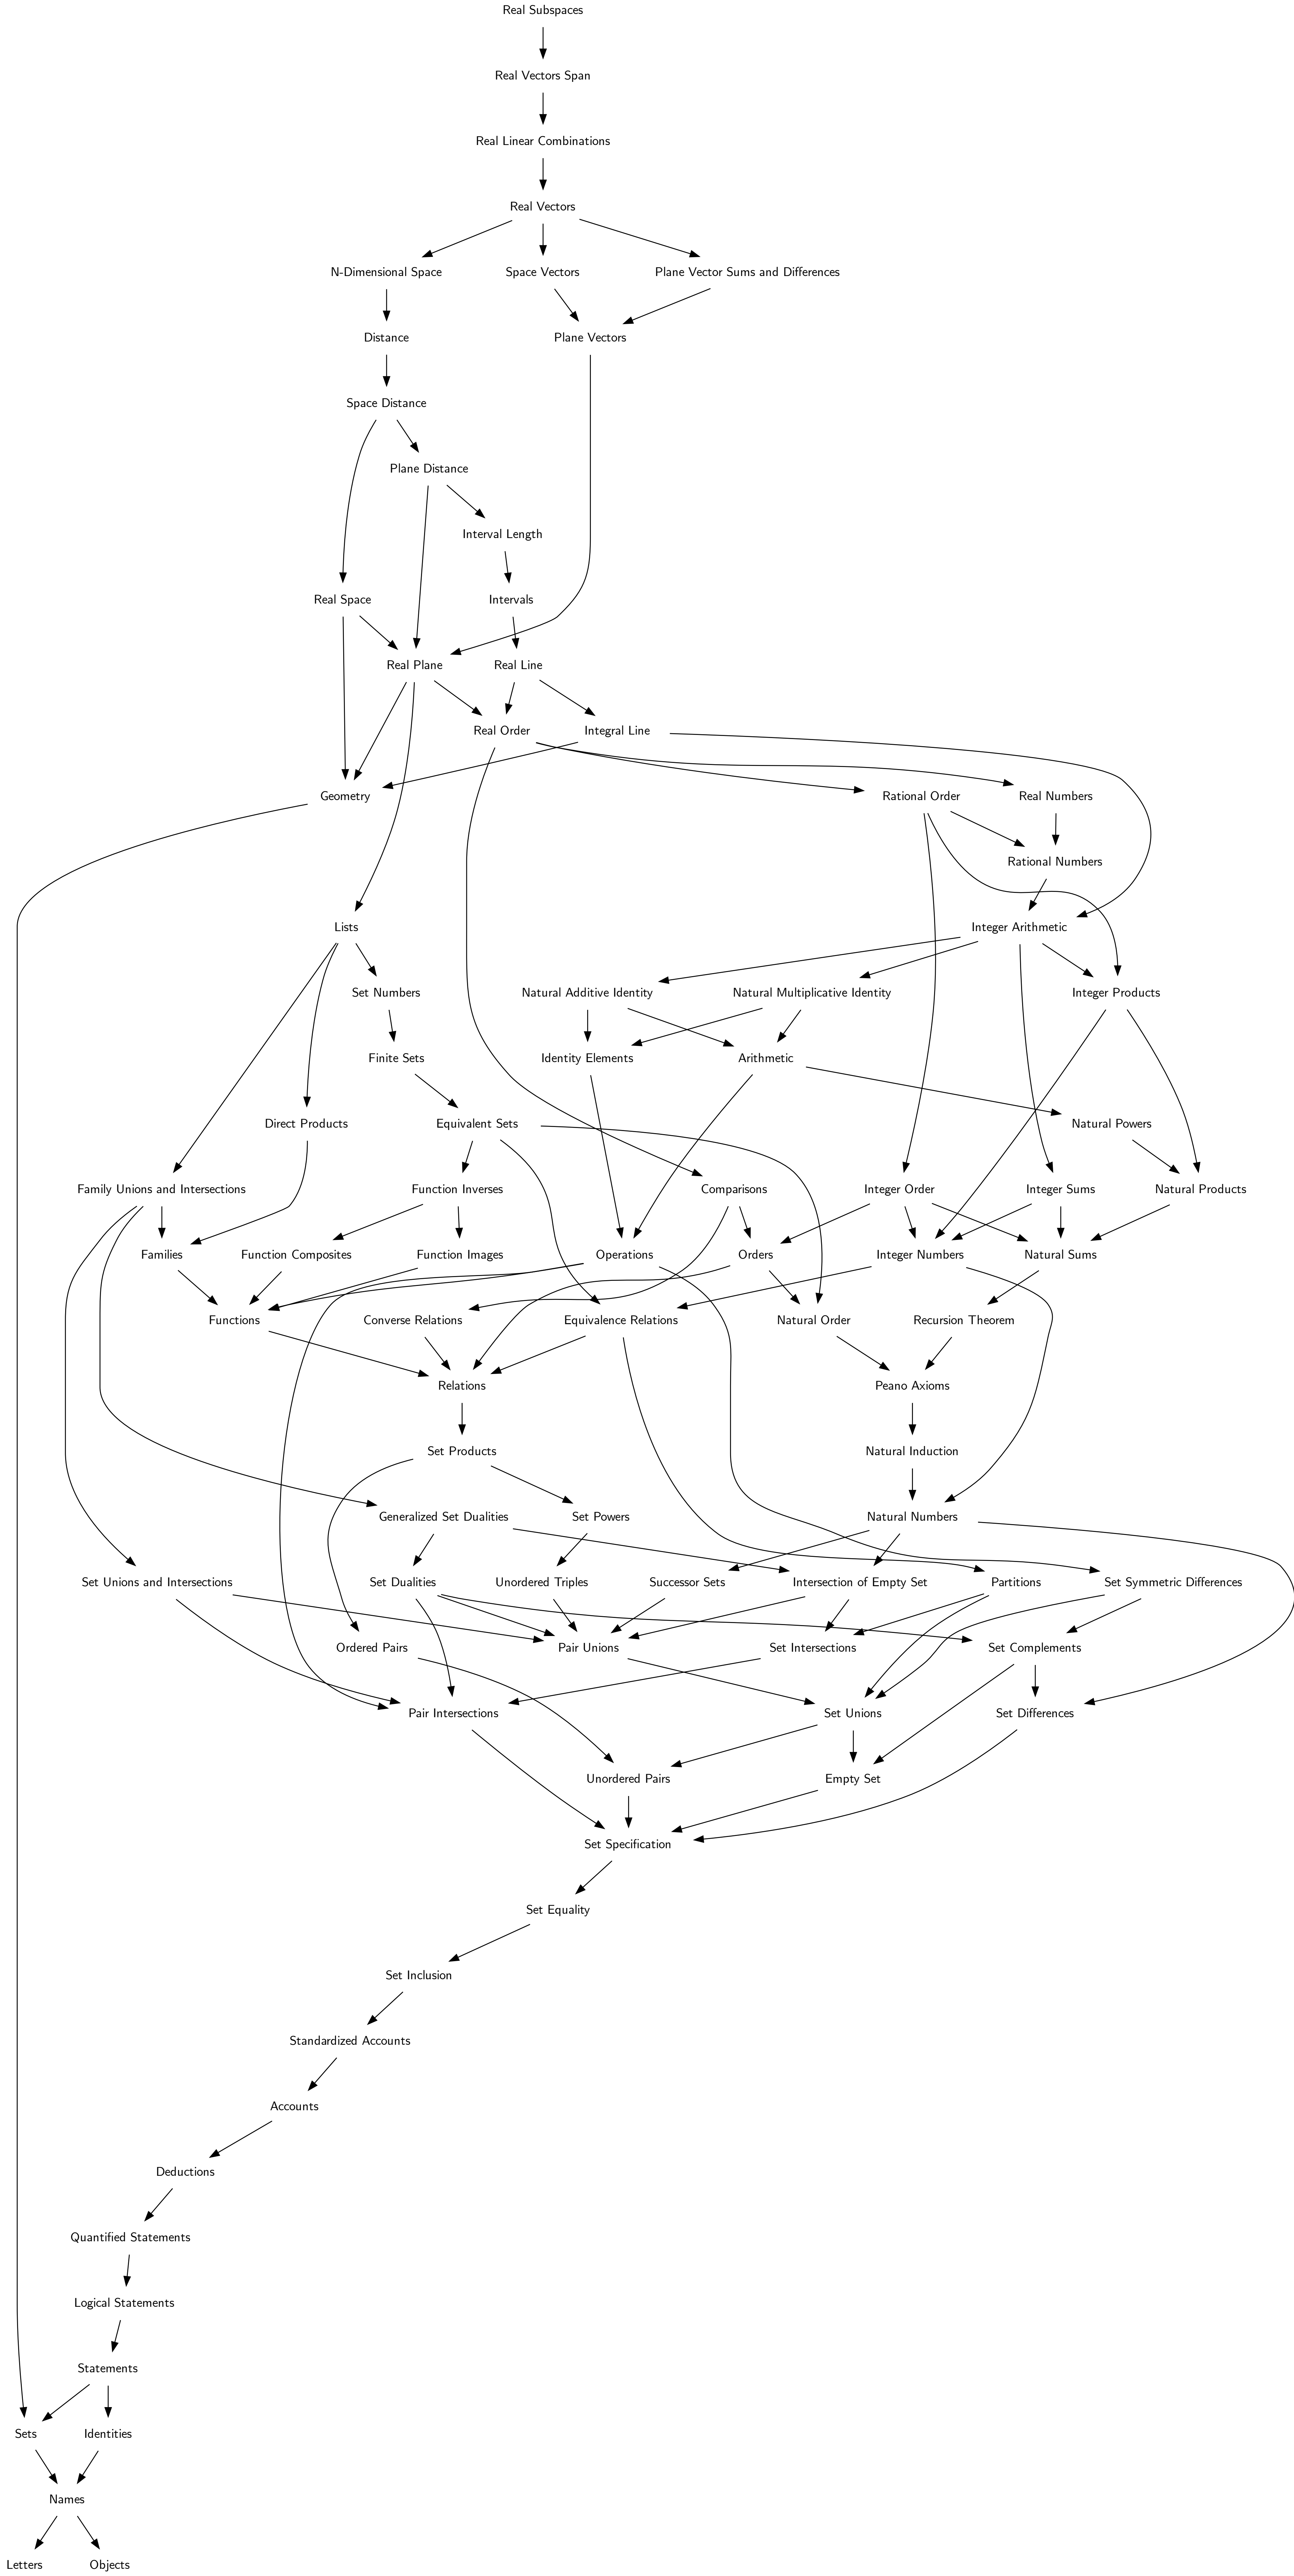 Real Subspaces
Real Vectors Span
Real Linear Combinations
Real Vectors
N-Dimensional Space
Space Vectors
Plane Vector Sums and Differences
Distance
Plane Vectors
Space Distance
Plane Distance
Interval Length
Real Space
Intervals
Real Plane
Real Line
Real Order
Integral Line
Geometry
Rational Order
Real Numbers
Rational Numbers
Lists
Integer Arithmetic
Set Numbers
Natural Additive Identity
Natural Multiplicative Identity
Integer Products
Finite Sets
Identity Elements
Arithmetic
Direct Products
Equivalent Sets
Natural Powers
Family Unions and Intersections
Function Inverses
Comparisons
Integer Order
Integer Sums
Natural Products
Families
Function Composites
Function Images
Operations
Orders
Integer Numbers
Natural Sums
Functions
Converse Relations
Equivalence Relations
Natural Order
Recursion Theorem
Relations
Peano Axioms
Set Products
Natural Induction
Generalized Set Dualities
Set Powers
Natural Numbers
Set Unions and Intersections
Set Dualities
Unordered Triples
Successor Sets
Intersection of Empty Set
Partitions
Set Symmetric Differences
Ordered Pairs
Pair Unions
Set Intersections
Set Complements
Pair Intersections
Set Unions
Set Differences
Unordered Pairs
Empty Set
Set Specification
Set Equality
Set Inclusion
Standardized Accounts
Accounts
Deductions
Quantified Statements
Logical Statements
Statements
Sets
Identities
Names
Letters
Objects